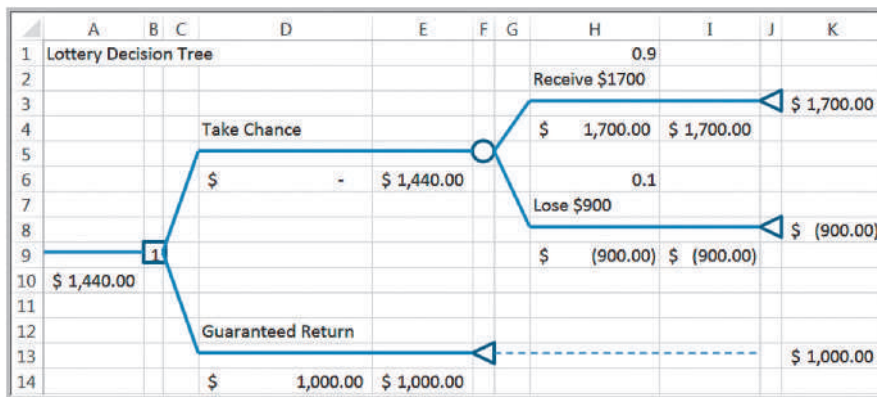 A B C D E F G H I J K
1 Lottery Decision Tree 0.9
2 Receive $1700
3 $ 1,700.00
4 Take Chance $ 1,700.00 $ 1,700.00
5
6 $ - $ 1,440.00 0.1
7 Lose $900
8 $ (900.00)
9 1 $ (900.00) $ (900.00)
10 $ 1,440.00
11
12 Guaranteed Return
13 $ 1,000.00
14 $ 1,000.00 $ 1,000.00